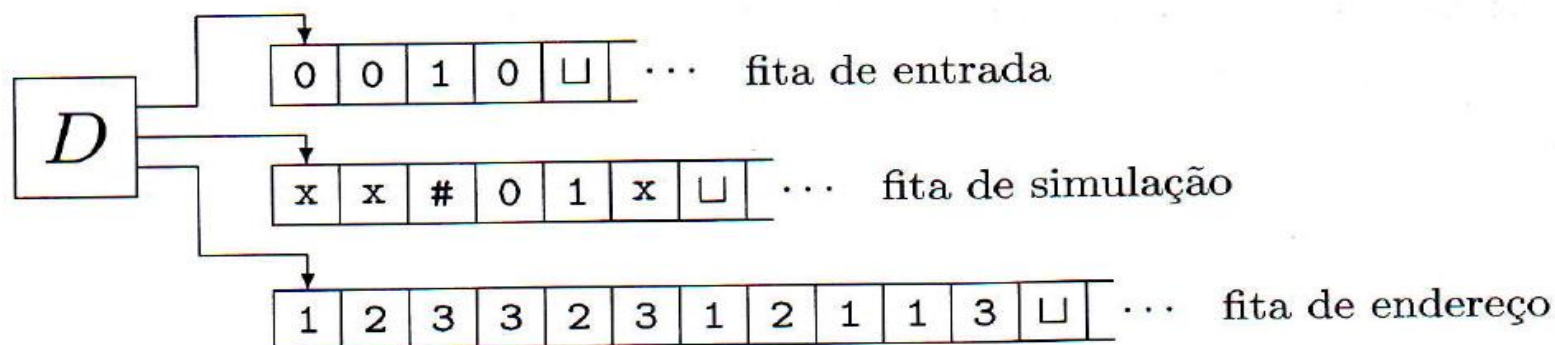 0 0 1 0 ⊔ ··· fita de entrada
D
x x # 0 1 x ⊔ ··· fita de simulação
1 2 3 3 2 3 1 2 1 1 3 ⊔ ··· fita de endereço